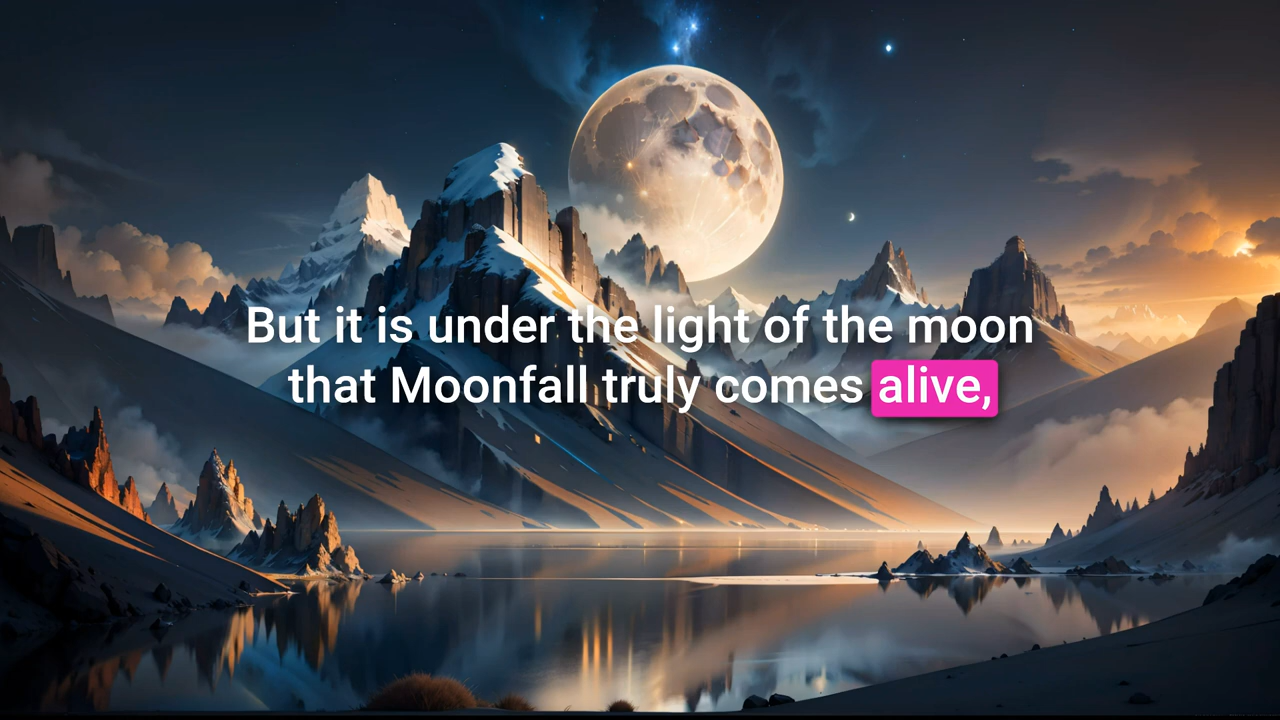 But it is under the light of the moon
that Moonfall truly comes alive,